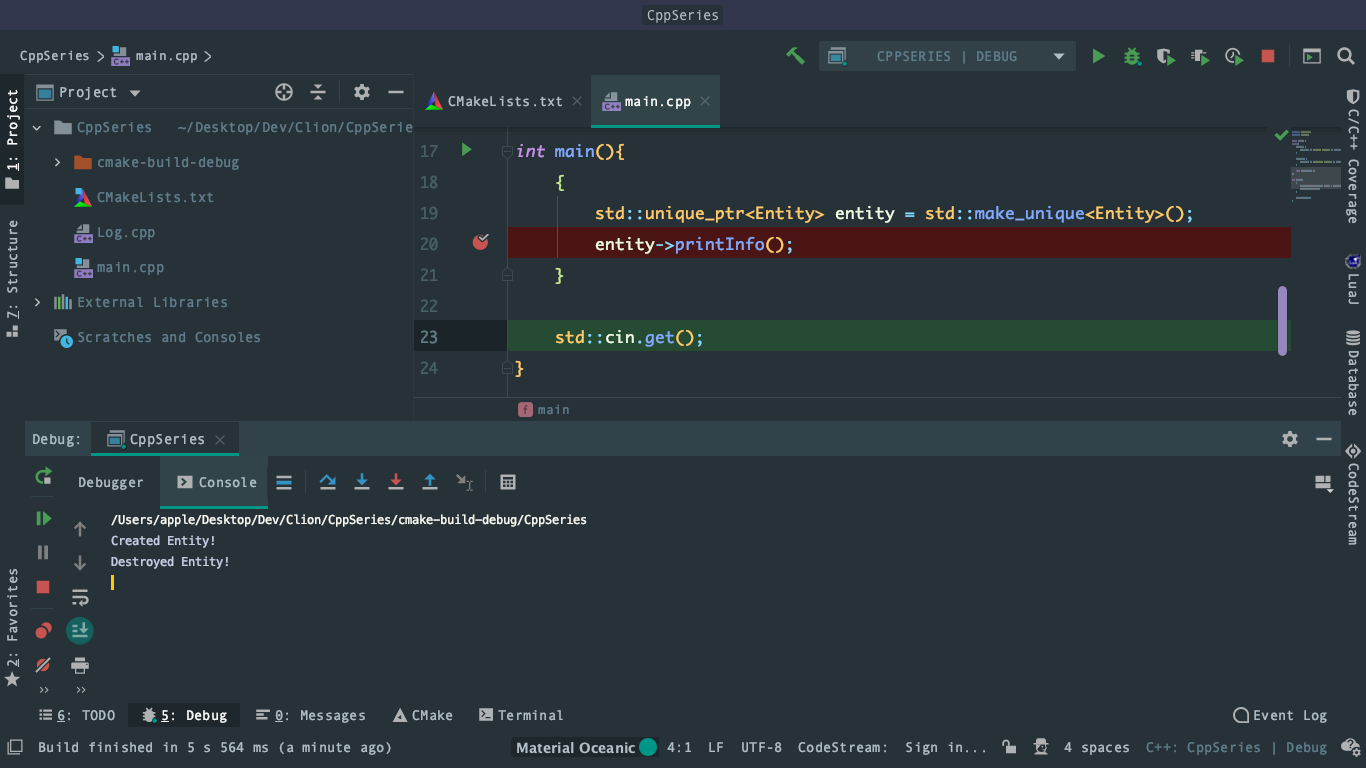 CppSeries
CppSeries > main.cpp >
CPPSERIES | DEBUG
1: Project
Z: Structure
2: Favorites
Project
CppSeries ~/Desktop/Dev/Clion/CppSerie
cmake-build-debug
CMakeLists.txt
Log.cpp
main.cpp
External Libraries
Scratches and Consoles
CMakeLists.txt
main.cpp
17 int main(){
18 {
19 std::unique_ptr<Entity> entity = std::make_unique<Entity>();
20 entity->printInfo();
21 }
22
23 std::cin.get();
24 }
f main
C/C++ Coverage
LuaJ
Database
CodeStream
Debug: CppSeries
Debugger Console
/Users/apple/Desktop/Dev/Clion/CppSeries/cmake-build-debug/CppSeries
Created Entity!
Destroyed Entity!
6: TODO 5: Debug 0: Messages CMake Terminal Event Log
Build finished in 5 s 564 ms (a minute ago) Material Oceanic 4:1 LF UTF-8 CodeStream: Sign in... 4 spaces C++: CppSeries | Debug